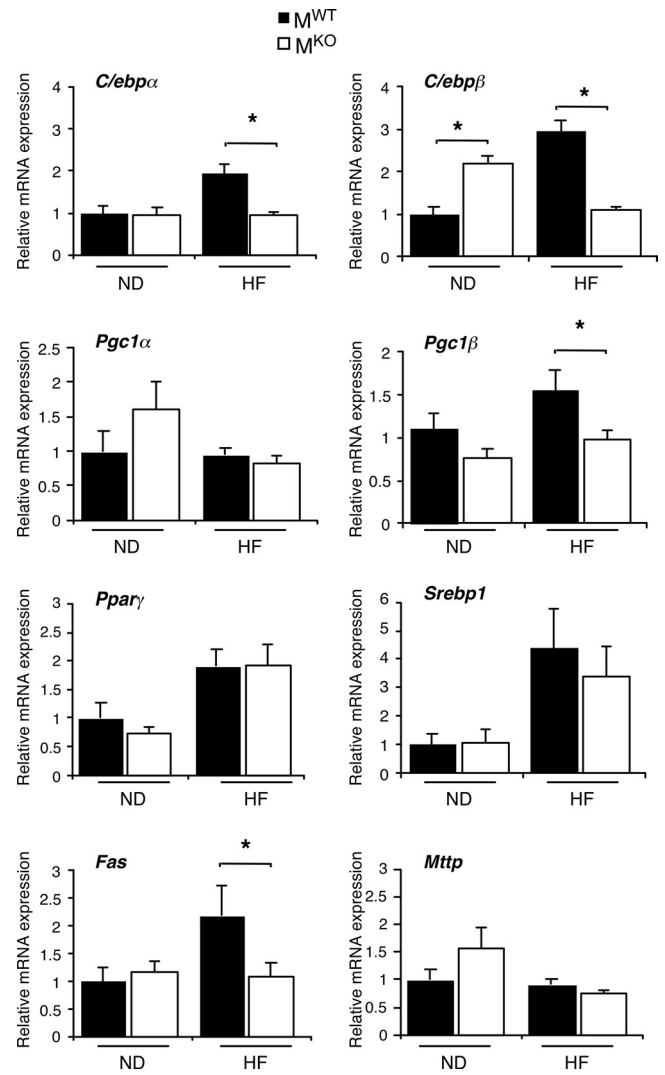 M^WT
M^KO
C/ebpα
Relative mRNA expression
4
3
2
1
0
*
ND
HF
C/ebpβ
Relative mRNA expression
4
3
2
1
0
*
*
ND
HF
Pgc1α
Relative mRNA expression
2.5
2
1.5
1
0.5
0
ND
HF
Pgc1β
Relative mRNA expression
2
1.5
1
0.5
0
*
ND
HF
Pparγ
Relative mRNA expression
3
2.5
2
1.5
1
0.5
0
ND
HF
Srebp1
Relative mRNA expression
6
5
4
3
2
1
0
ND
HF
Fas
Relative mRNA expression
3
2.5
2
1.5
1
0.5
0
*
ND
HF
Mttp
Relative mRNA expression
3
2.5
2
1.5
1
0.5
0
ND
HF